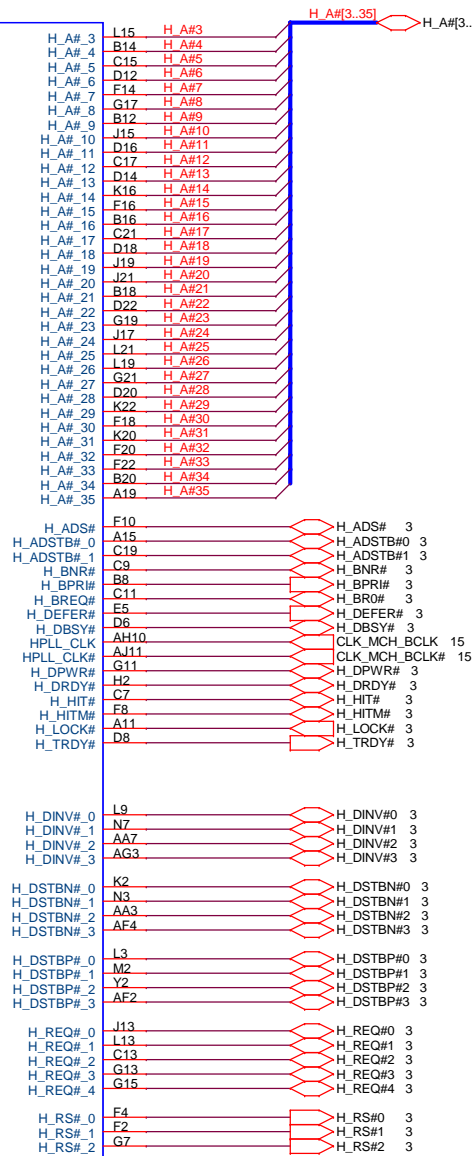 H_A#[3..35] H_A#[3..
H_A#_3 L15 H_A#3
H_A#_4 B14 H_A#4
H_A#_5 C15 H_A#5
H_A#_6 D12 H_A#6
H_A#_7 F14 H_A#7
H_A#_8 G17 H_A#8
H_A#_9 B12 H_A#9
H_A#_10 J15 H_A#10
H_A#_11 D16 H_A#11
H_A#_12 C17 H_A#12
H_A#_13 D14 H_A#13
H_A#_14 K16 H_A#14
H_A#_15 F16 H_A#15
H_A#_16 B16 H_A#16
H_A#_17 C21 H_A#17
H_A#_18 D18 H_A#18
H_A#_19 J19 H_A#19
H_A#_20 J21 H_A#20
H_A#_21 B18 H_A#21
H_A#_22 D22 H_A#22
H_A#_23 G19 H_A#23
H_A#_24 J17 H_A#24
H_A#_25 L21 H_A#25
H_A#_26 L19 H_A#26
H_A#_27 G21 H_A#27
H_A#_28 D20 H_A#28
H_A#_29 K22 H_A#29
H_A#_30 F18 H_A#30
H_A#_31 K20 H_A#31
H_A#_32 F20 H_A#32
H_A#_33 F22 H_A#33
H_A#_34 B20 H_A#34
H_A#_35 A19 H_A#35
H_ADS# F10 H_ADS# 3
H_ADSTB#_0 A15 H_ADSTB#0 3
H_ADSTB#_1 C19 H_ADSTB#1 3
H_BNR# C9 H_BNR# 3
H_BPRI# B8 H_BPRI# 3
H_BREQ# C11 H_BR0# 3
H_DEFER# E5 H_DEFER# 3
H_DBSY# D6 H_DBSY# 3
HPLL_CLK AH10 CLK_MCH_BCLK 15
HPLL_CLK# AJ11 CLK_MCH_BCLK# 15
H_DPWR# G11 H_DPWR# 3
H_DRDY# H2 H_DRDY# 3
H_HIT# C7 H_HIT# 3
H_HITM# F8 H_HITM# 3
H_LOCK# A11 H_LOCK# 3
H_TRDY# D8 H_TRDY# 3
H_DINV#_0 L9 H_DINV#0 3
H_DINV#_1 N7 H_DINV#1 3
H_DINV#_2 AA7 H_DINV#2 3
H_DINV#_3 AG3 H_DINV#3 3
H_DSTBN#_0 K2 H_DSTBN#0 3
H_DSTBN#_1 N3 H_DSTBN#1 3
H_DSTBN#_2 AA3 H_DSTBN#2 3
H_DSTBN#_3 AF4 H_DSTBN#3 3
H_DSTBP#_0 L3 H_DSTBP#0 3
H_DSTBP#_1 M2 H_DSTBP#1 3
H_DSTBP#_2 Y2 H_DSTBP#2 3
H_DSTBP#_3 AF2 H_DSTBP#3 3
H_REQ#_0 J13 H_REQ#0 3
H_REQ#_1 L13 H_REQ#1 3
H_REQ#_2 C13 H_REQ#2 3
H_REQ#_3 G13 H_REQ#3 3
H_REQ#_4 G15 H_REQ#4 3
H_RS#_0 F4 H_RS#0 3
H_RS#_1 F2 H_RS#1 3
H_RS#_2 G7 H_RS#2 3